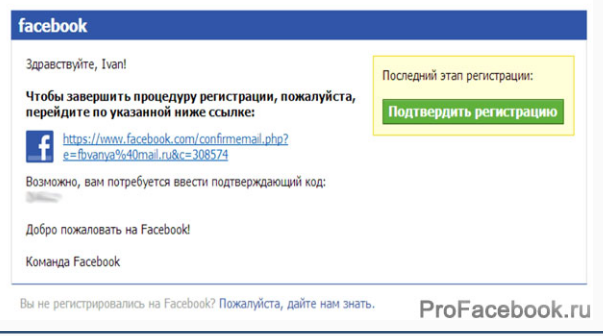 facebook
Здравствуйте, Ivan!
Чтобы завершить процедуру регистрации, пожалуйста,
перейдите по указанной ниже ссылке:
Последний этап регистрации:
Подтвердить регистрацию
f
https://www.facebook.com/confirmemail.php?
e=fbvanya%40mail.ru&c=308574
Возможно, вам потребуется ввести подтверждающий код:
Добро пожаловать на Facebook!
Команда Facebook
Вы не регистрировались на Facebook? Пожалуйста, дайте нам знать.
ProFacebook.ru